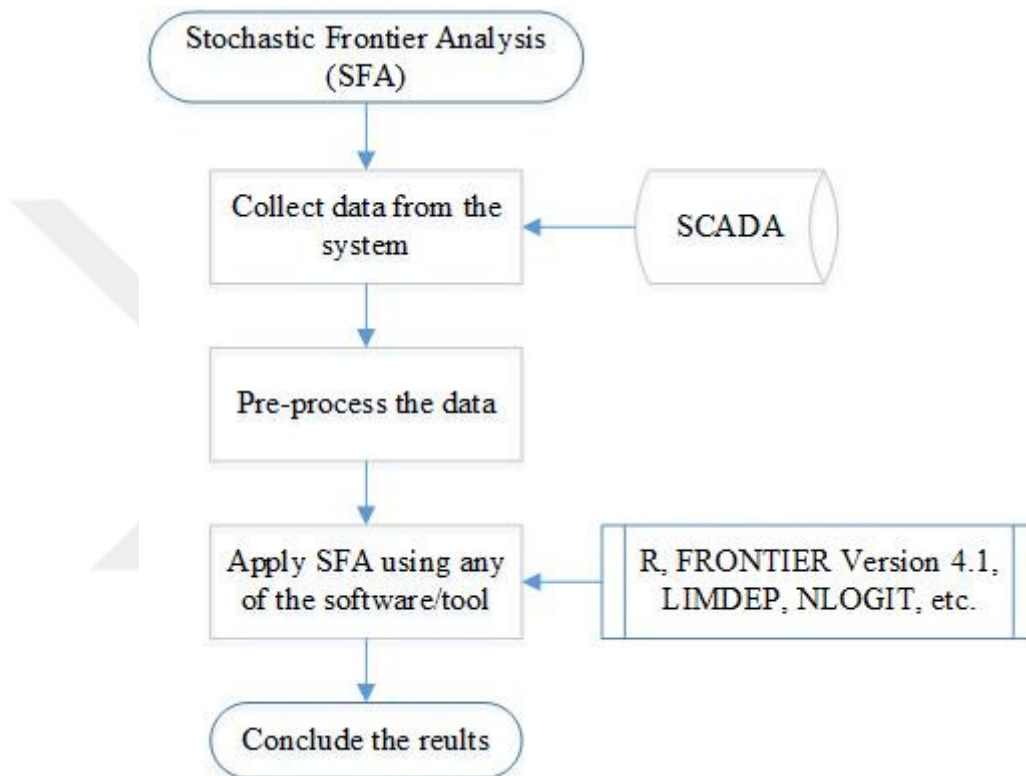 Stochastic Frontier Analysis
(SFA)
Collect data from the
system
SCADA
Pre-process the data
Apply SFA using any
of the software/tool
R, FRONTIER Version 4.1,
LIMDEP, NLOGIT, etc.
Conclude the reults